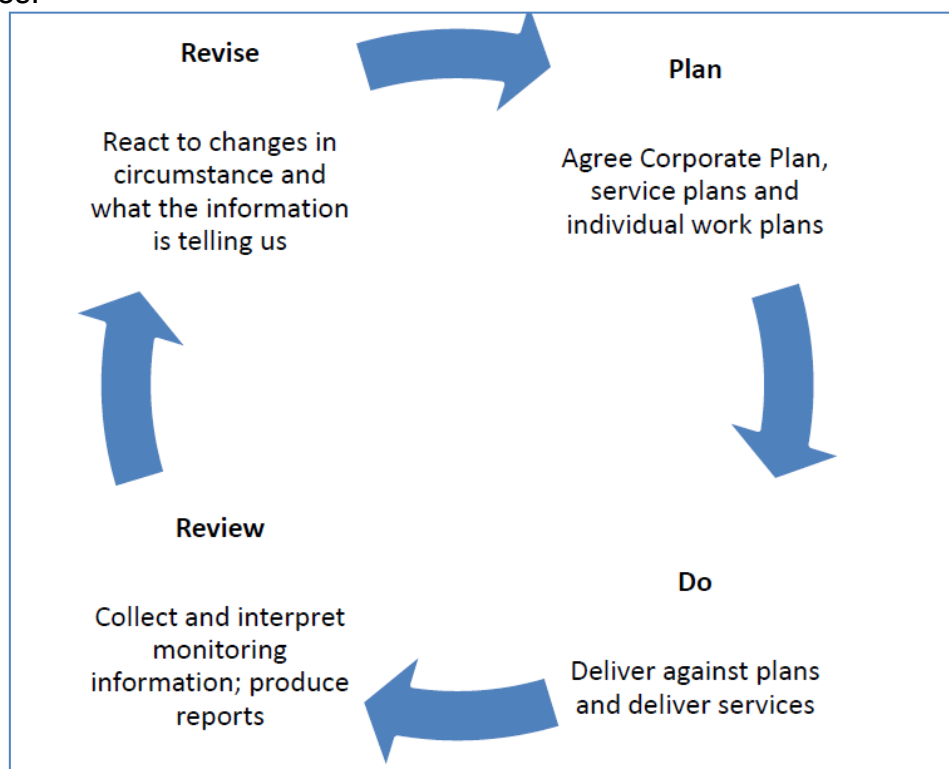 Revise
React to changes in
circumstance and
what the information
is telling us
Plan
Agree Corporate Plan,
service plans and
individual work plans
Do
Deliver against plans
and deliver services
Review
Collect and interpret
monitoring
information; produce
reports